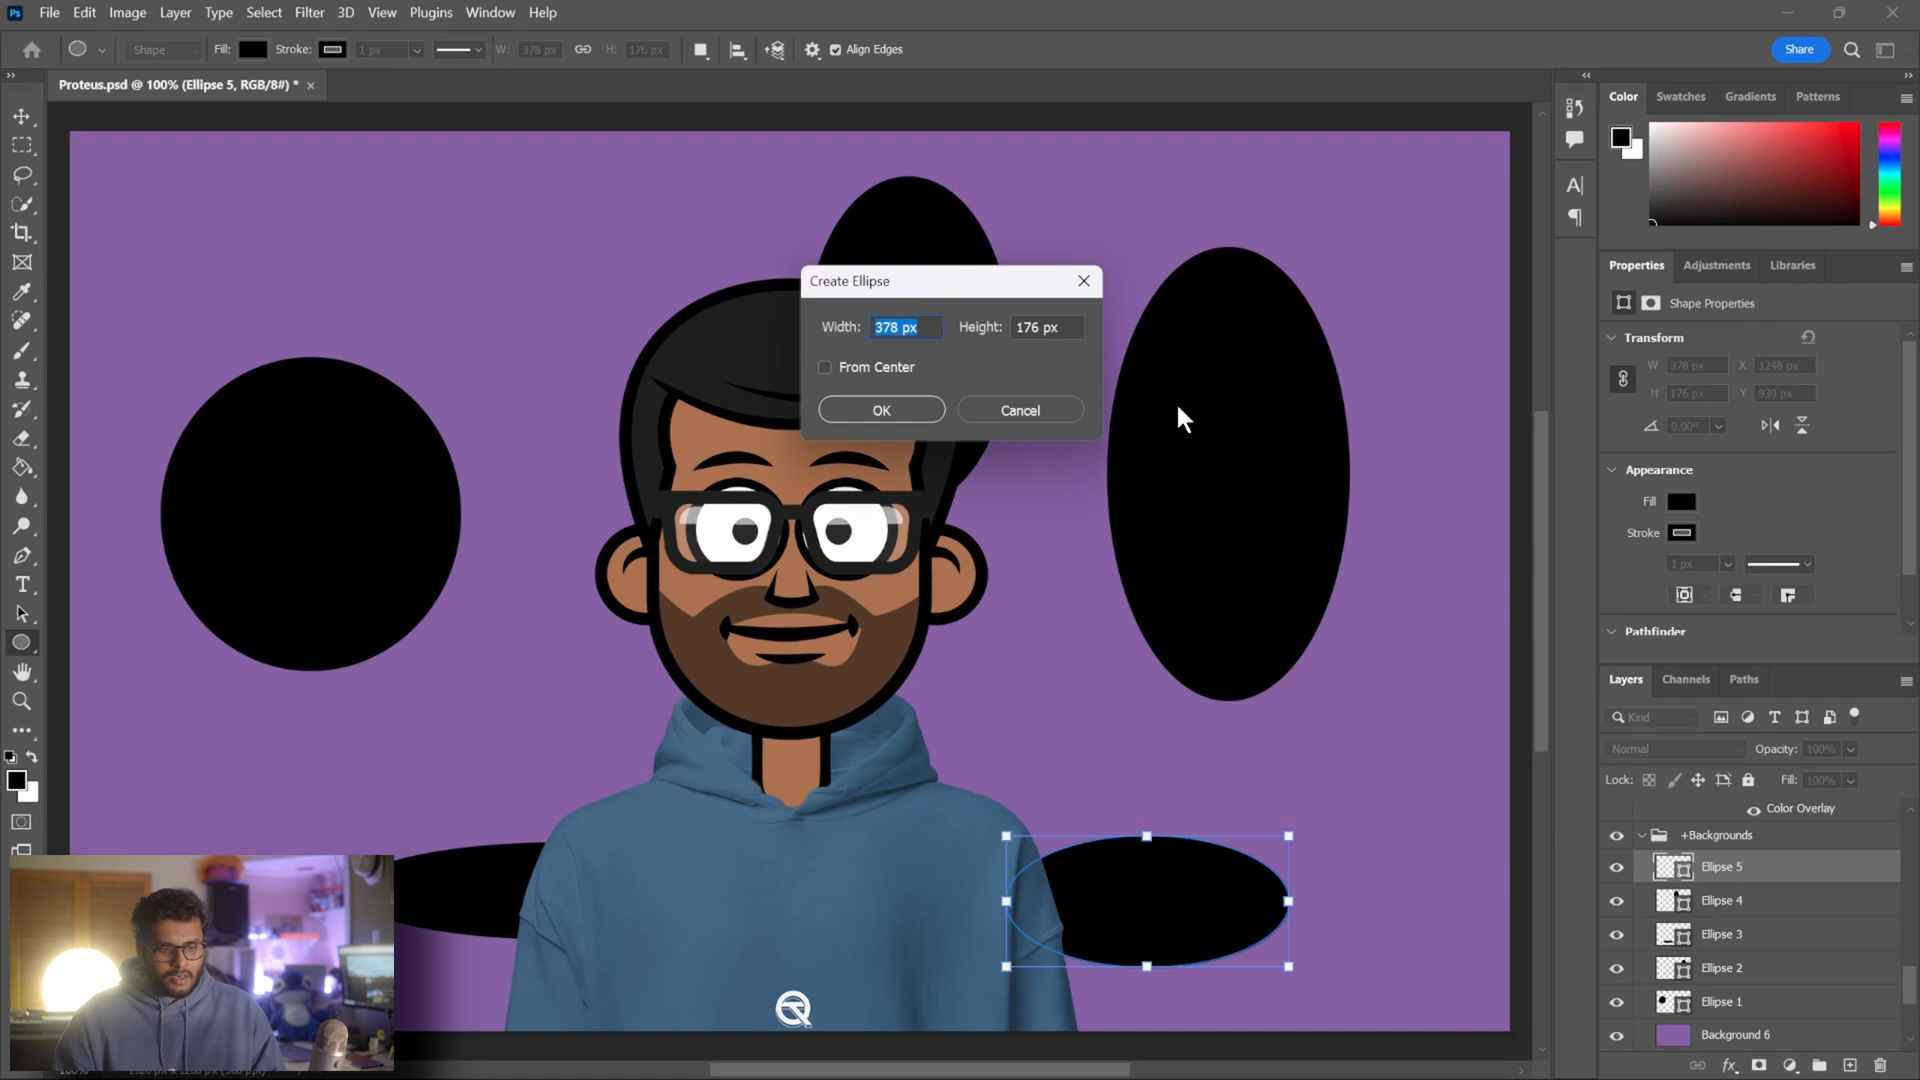 Ps File Edit Image Layer Type Select Filter 3D View Plugins Window Help
Shape Fill: Stroke: 1 px W: 378 px H: 176 px Align Edges Share
Proteus.psd @ 100% (Ellipse 5, RGB/8#) *
Color Swatches Gradients Patterns
Create Ellipse
Width: 378 px Height: 176 px
From Center
OK Cancel
Properties Adjustments Libraries
Shape Properties
Transform
W 378 px X 1248 px
H 176 px Y 939 px
0.00°
Appearance
Fill
Stroke
1 px
Pathfinder
Layers Channels Paths
Kind
Normal Opacity: 100%
Lock: Fill: 100%
Color Overlay
+Backgrounds
Ellipse 5
Ellipse 4
Ellipse 3
Ellipse 2
Ellipse 1
Background 6